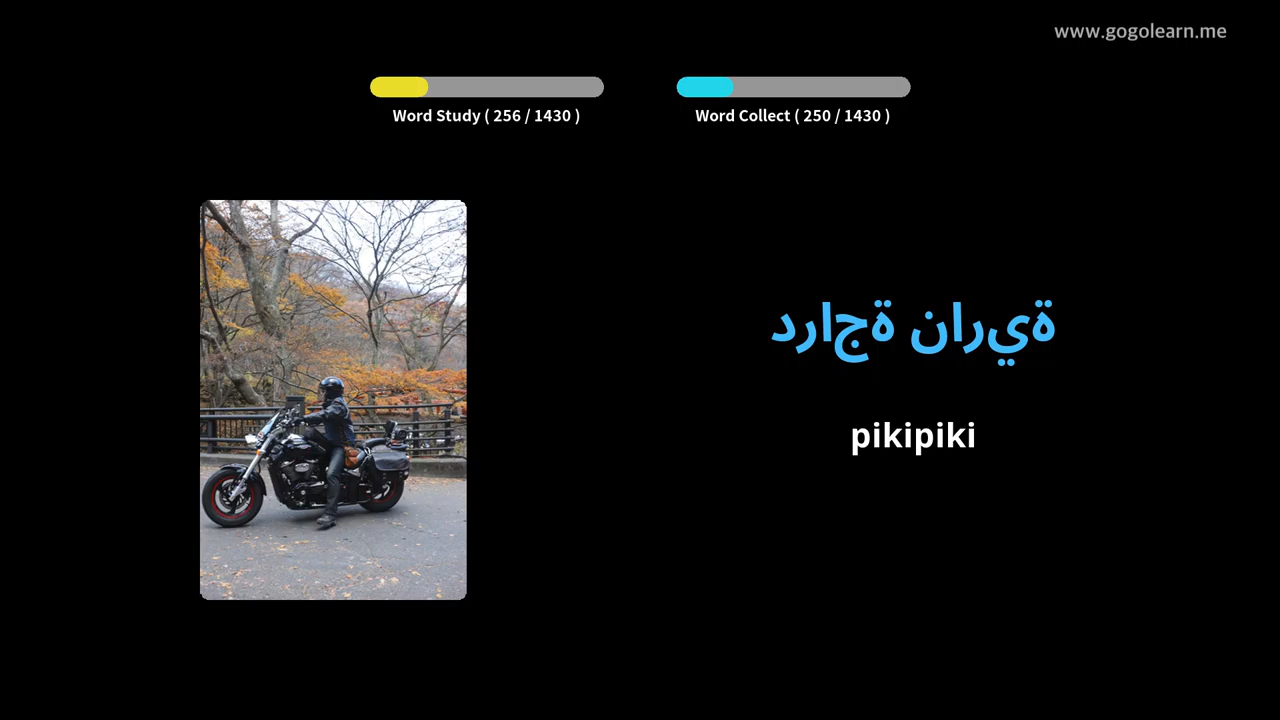 www.gogolearn.me
Word Study ( 256 / 1430 )
Word Collect ( 250 / 1430 )
دراجة نارية
pikipiki